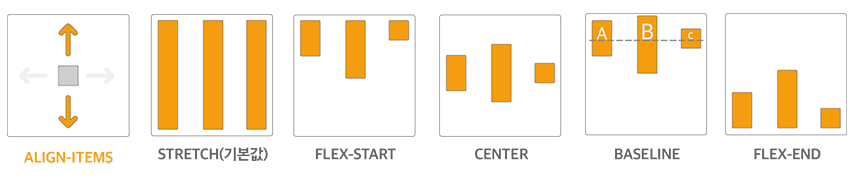 A B c
ALIGN-ITEMS STRETCH(기본값) FLEX-START CENTER BASELINE FLEX-END